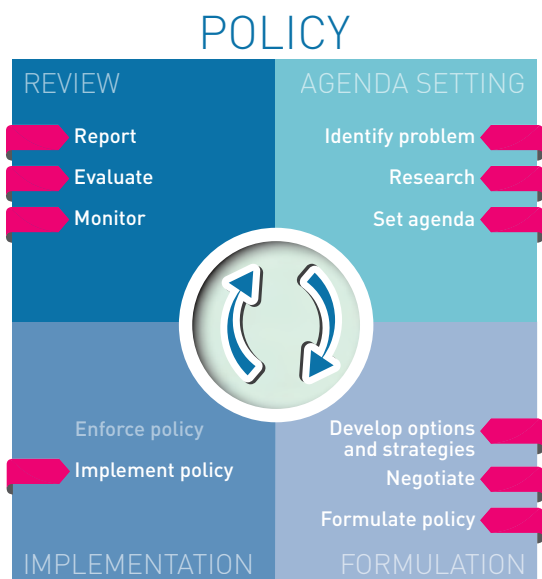 POLICY
REVIEW
Report
Evaluate
Monitor
AGENDA SETTING
Identify problem
Research
Set agenda
Enforce policy
Implement policy
IMPLEMENTATION
Develop options
and strategies
Negotiate
Formulate policy
FORMULATION